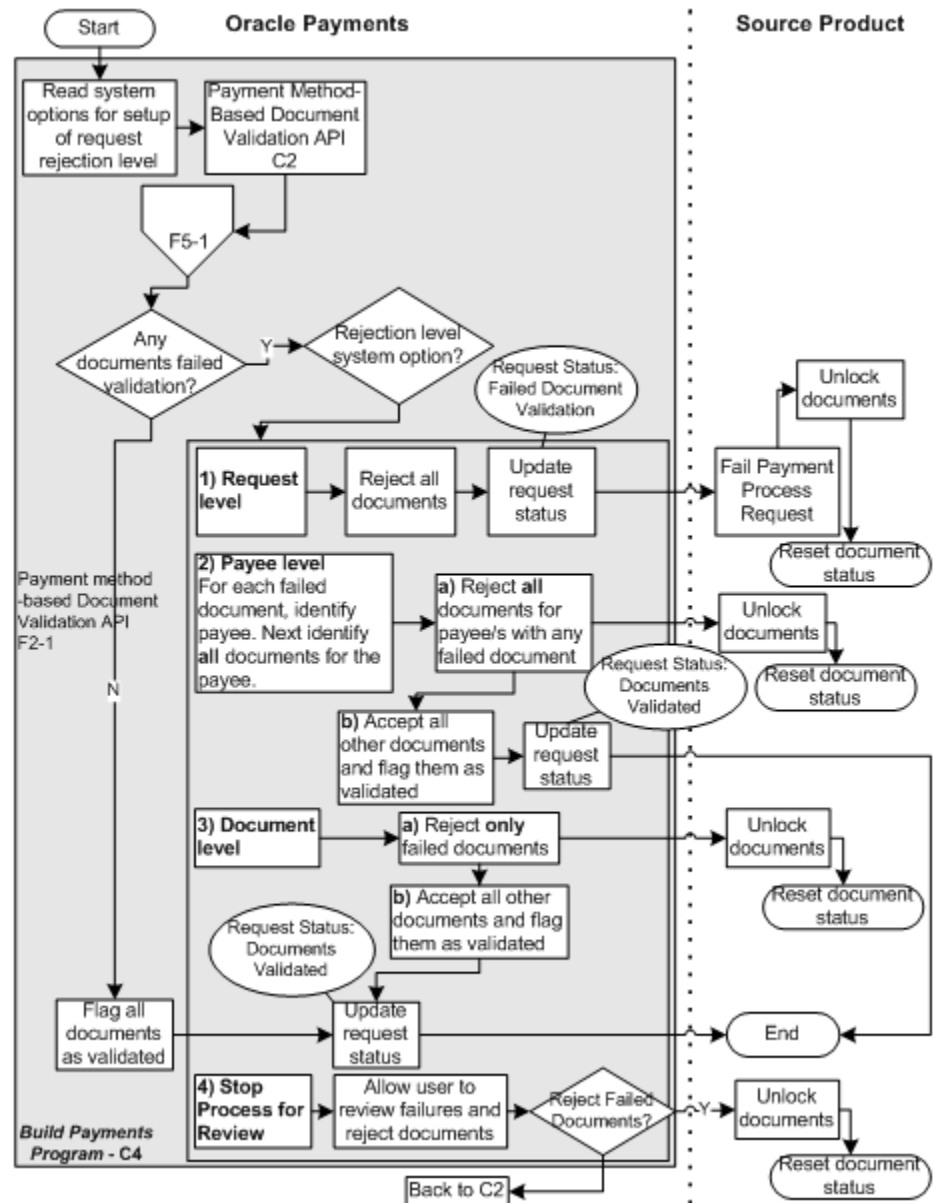 Oracle Payments
Source Product
Start
Read system
options for setup
of request
rejection level
Payment Method-
Based Document
Validation API
C2
F5-1
Any
documents failed
validation?
Y
Rejection level
system option?
Request Status:
Failed Document
Validation
1) Request
level
Reject all
documents
Update
request
status
Fail Payment
Process
Request
Unlock
documents
Reset document
status
Payment method
-based Document
Validation API
F2-1
N
2) Payee level
For each failed
document, identify
payee. Next identify
all documents for the
payee.
a) Reject all
documents for
payee's with any
failed document
Unlock
documents
Reset document
status
Request Status:
Documents
Validated
b) Accept all
other documents
and flag them as
validated
Update
request
status
3) Document
level
a) Reject only
failed documents
Unlock
documents
Reset document
status
b) Accept all other
documents and flag
them as validated
Request Status:
Documents
Validated
Flag all
documents
as validated
Update
request
status
End
4) Stop
Process for
Review
Allow user to
review failures and
reject documents
Reject Failed
Documents?
Y
Unlock
documents
Reset document
status
Build Payments
Program - C4
Back to C2